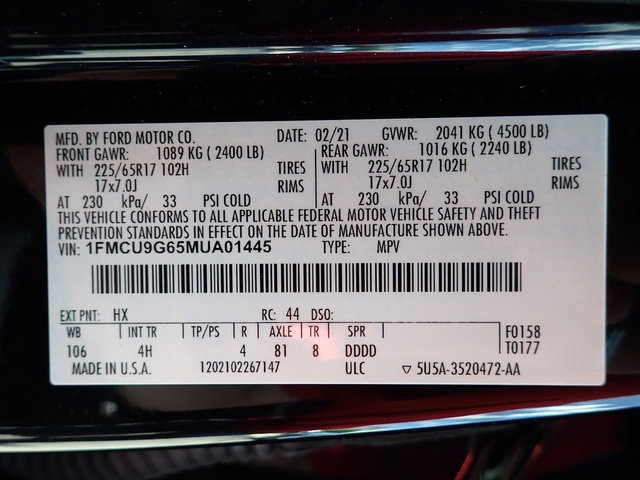 MFD. BY FORD MOTOR CO. DATE: 02/21 GVWR: 2041 KG ( 4500 LB)
FRONT GAWR: 1089 KG ( 2400 LB) REAR GAWR: 1016 KG ( 2240 LB)
WITH 225/65R17 102H TIRES WITH 225/65R17 102H TIRES
17x7.0J RIMS 17x7.0J RIMS
AT 230 kPa/ 33 PSI COLD AT 230 kPa/ 33 PSI COLD
THIS VEHICLE CONFORMS TO ALL APPLICABLE FEDERAL MOTOR VEHICLE SAFETY AND THEFT
PREVENTION STANDARDS IN EFFECT ON THE DATE OF MANUFACTURE SHOWN ABOVE.
VIN: 1FMCU9G65MUA01445 TYPE: MPV
EXT PNT: HX RC: 44 DSO:
WB INT TR TP/PS R AXLE TR SPR F0158
106 4H 4 81 8 DDDD T0177
MADE IN U.S.A. 1202102267147 ULC ▽ 5U5A-3520472-AA